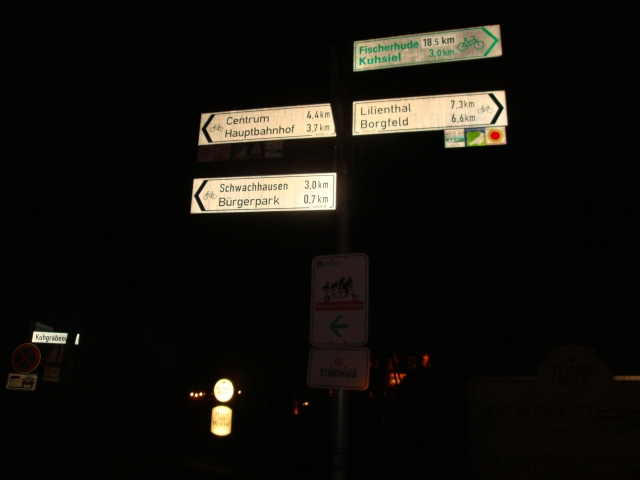 Fischerhude 18.5 km
Kuhsiel 3,0 km
Centrum 4,4 km
Hauptbahnhof 3,7 km
Lilienthal 7,3 km
Borgfeld 6,6 km
Schwachhausen 3,0 km
Bürgerpark 0,7 km
Stadtwald